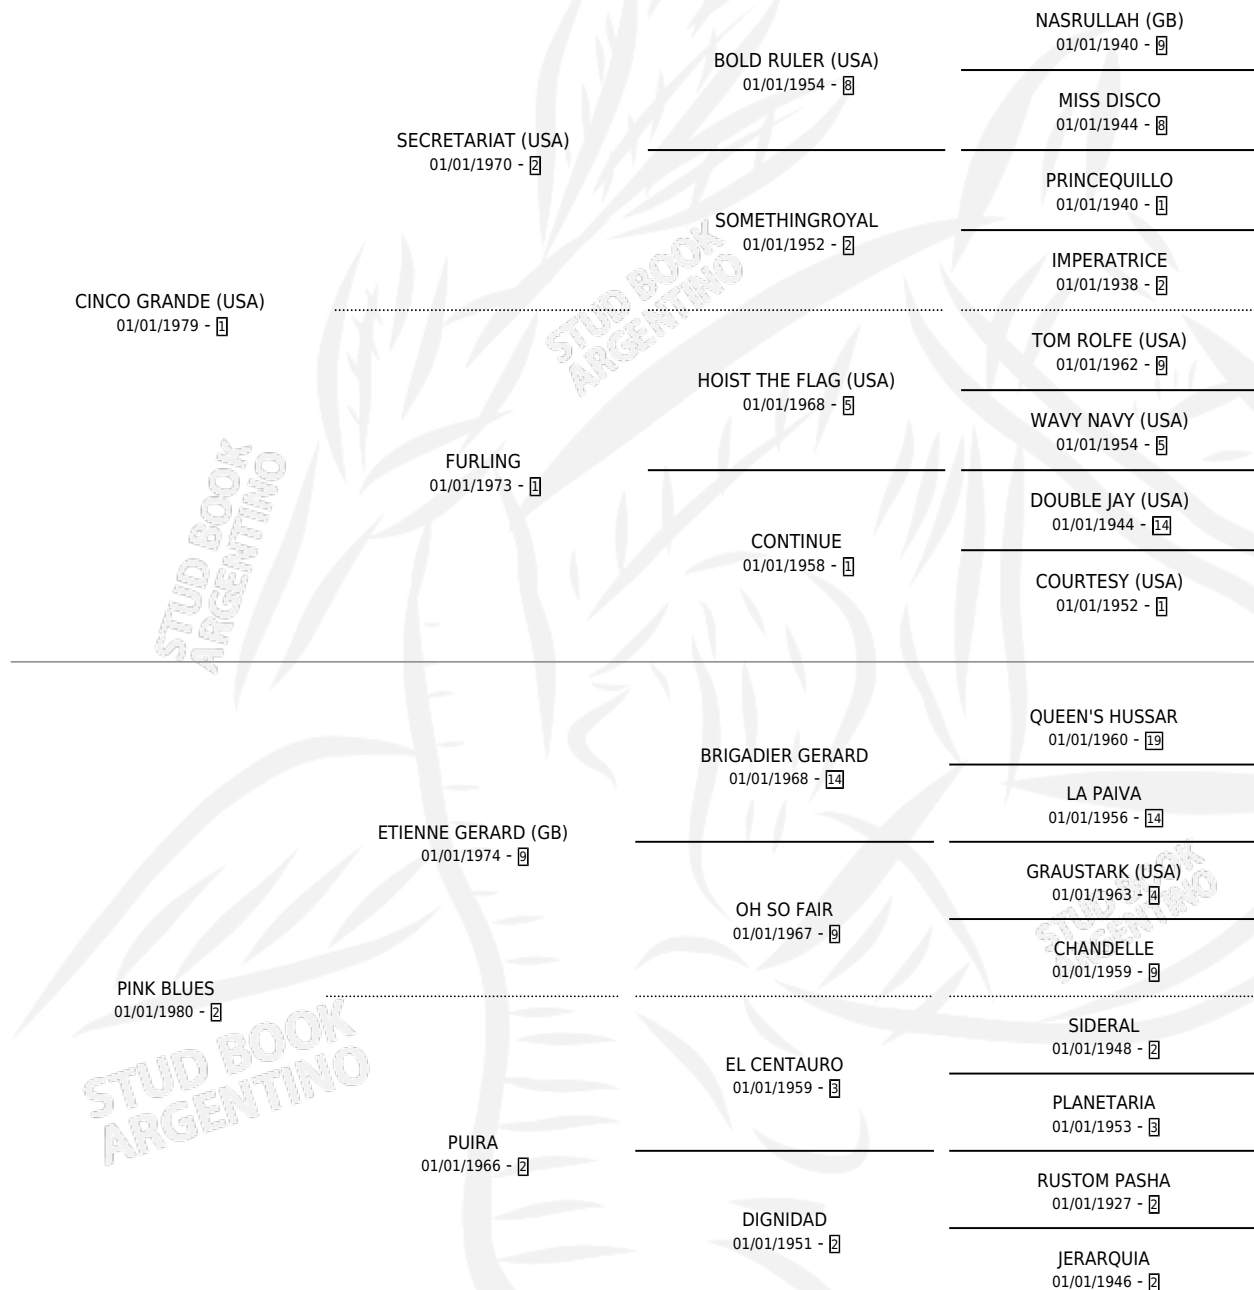 NASRULLAH (GB)
01/01/1940 - 9
BOLD RULER (USA)
01/01/1954 - 8
MISS DISCO
01/01/1944 - 8
SECRETARIAT (USA)
01/01/1970 - 2
PRINCEQUILLO
01/01/1940 - 1
SOMETHINGROYAL
01/01/1952 - 2
IMPERATRICE
01/01/1938 - 2
CINCO GRANDE (USA)
01/01/1979 - 1
TOM ROLFE (USA)
01/01/1962 - 9
HOIST THE FLAG (USA)
01/01/1968 - 5
WAVY NAVY (USA)
01/01/1954 - 5
FURLING
01/01/1973 - 1
DOUBLE JAY (USA)
01/01/1944 - 14
CONTINUE
01/01/1958 - 1
COURTESY (USA)
01/01/1952 - 1
QUEEN'S HUSSAR
01/01/1960 - 19
BRIGADIER GERARD
01/01/1968 - 14
LA PAIVA
01/01/1956 - 14
ETIENNE GERARD (GB)
01/01/1974 - 9
GRAUSTARK (USA)
01/01/1963 - 4
OH SO FAIR
01/01/1967 - 9
CHANDELLE
01/01/1959 - 9
PINK BLUES
01/01/1980 - 2
SIDERAL
01/01/1948 - 2
EL CENTAURO
01/01/1959 - 3
PLANETARIA
01/01/1953 - 3
PUIRA
01/01/1966 - 2
RUSTOM PASHA
01/01/1927 - 2
DIGNIDAD
01/01/1951 - 2
JERARQUIA
01/01/1946 - 2
STUD BOOK
ARGENTINO
STUD BOOK
ARGENTINO
STUD BOOK
ARGENTINO
STUD BOOK
ARGENTINO